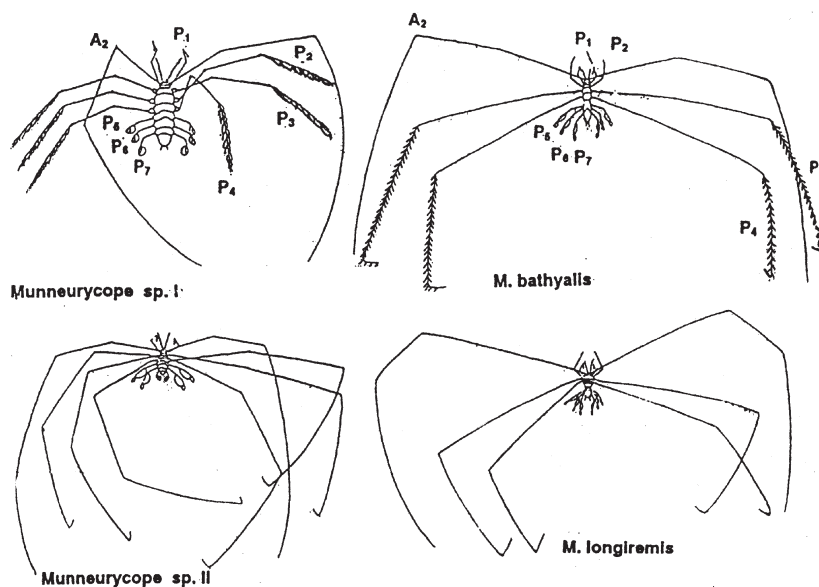 A2 P1 P2 P3 P4 P5 P6 P7
Munneurycope sp. I
A2 P1 P2 P P4 P5 P6 P7
M. bathyalis
Munneurycope sp. II
M. longiremis